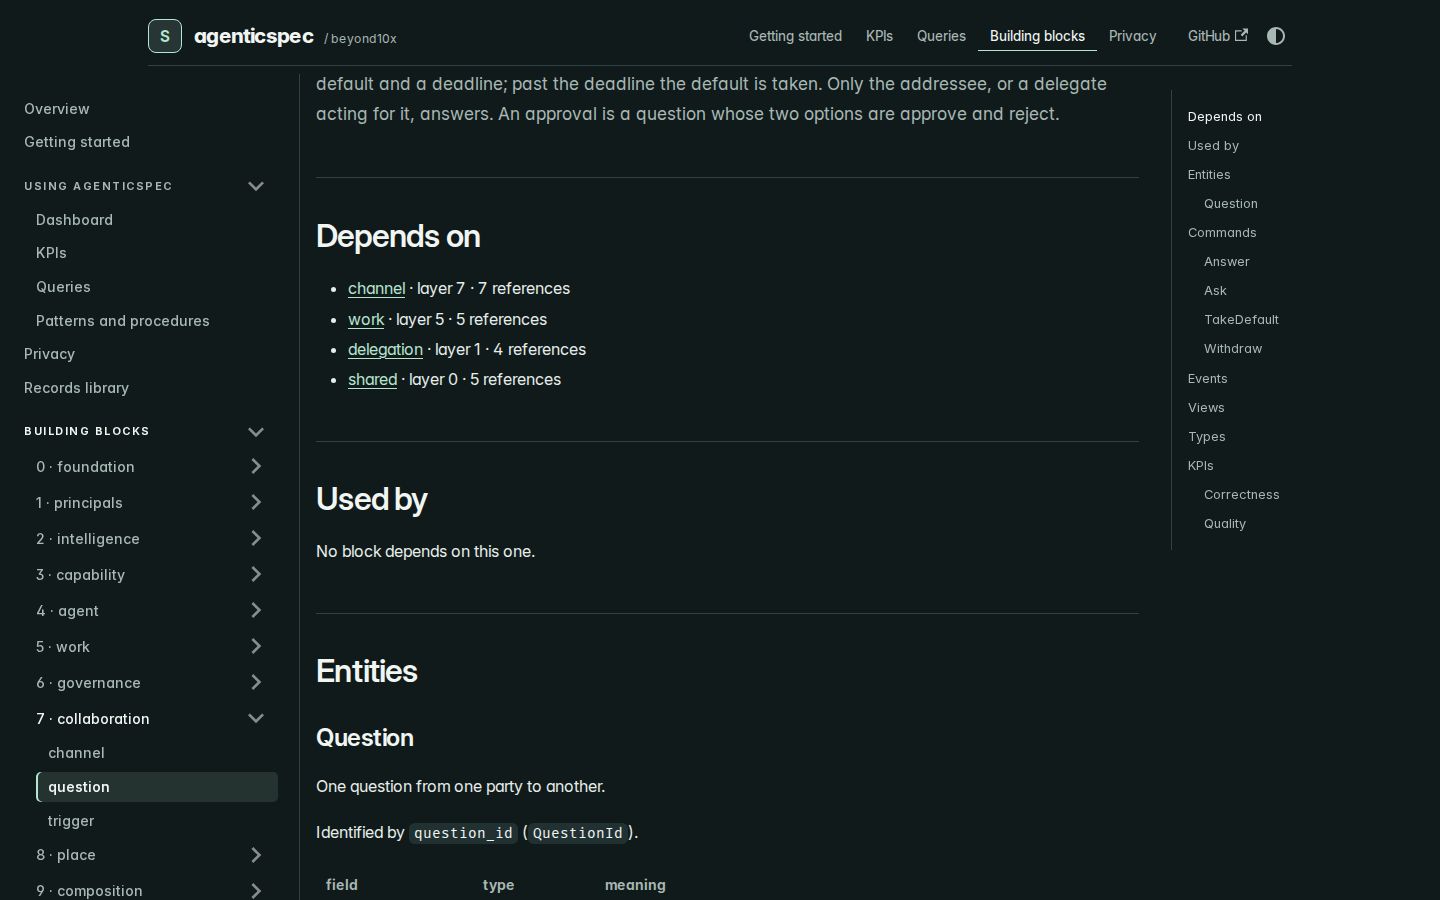 S agenticspec / beyond10x
Getting started KPIs Queries Building blocks Privacy GitHub
Overview
Getting started
USING AGENTICSPEC
Dashboard
KPIs
Queries
Patterns and procedures
Privacy
Records library
BUILDING BLOCKS
0 · foundation
1 · principals
2 · intelligence
3 · capability
4 · agent
5 · work
6 · governance
7 · collaboration
channel
question
trigger
8 · place
9 · composition
default and a deadline; past the deadline the default is taken. Only the addressee, or a delegate
acting for it, answers. An approval is a question whose two options are approve and reject.
Depends on
channel · layer 7 · 7 references
work · layer 5 · 5 references
delegation · layer 1 · 4 references
shared · layer 0 · 5 references
Used by
No block depends on this one.
Entities
Question
One question from one party to another.
Identified by question_id (QuestionId).
field type meaning
Depends on
Used by
Entities
Question
Commands
Answer
Ask
TakeDefault
Withdraw
Events
Views
Types
KPIs
Correctness
Quality